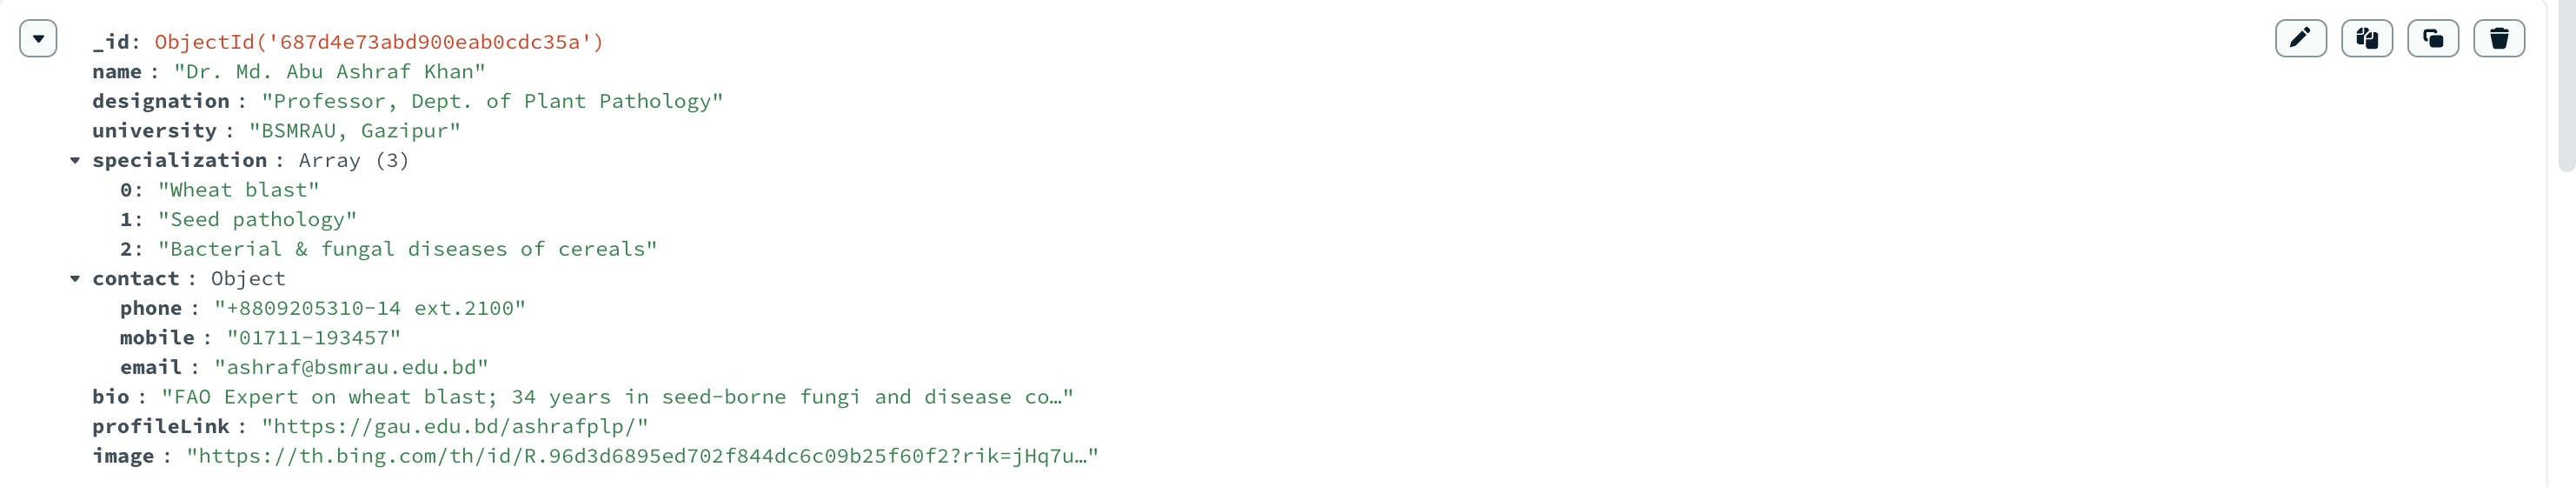 _id: ObjectId('687d4e73abd900eab0cdc35a')
name : "Dr. Md. Abu Ashraf Khan"
designation : "Professor, Dept. of Plant Pathology"
university : "BSMRAU, Gazipur"
specialization : Array (3)
0: "Wheat blast"
1: "Seed pathology"
2: "Bacterial & fungal diseases of cereals"
contact : Object
phone : "+8809205310-14 ext.2100"
mobile : "01711-193457"
email : "ashraf@bsmrau.edu.bd"
bio : "FAO Expert on wheat blast; 34 years in seed-borne fungi and disease co…"
profileLink : "https://gau.edu.bd/ashrafplp/"
image : "https://th.bing.com/th/id/R.96d3d6895ed702f844dc6c09b25f60f2?rik=jHq7u…"